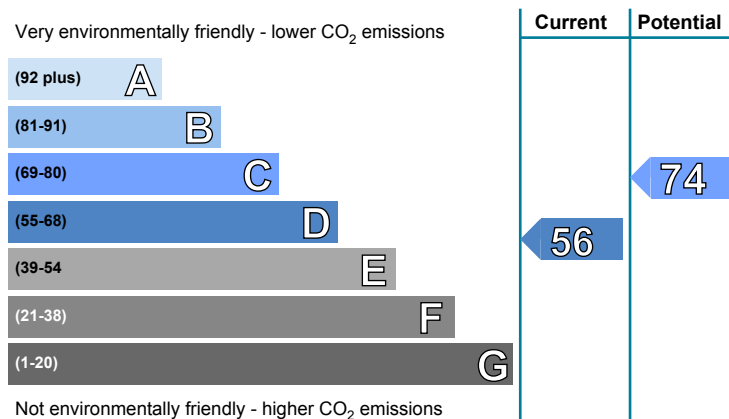 Current Potential
Very environmentally friendly - lower CO2 emissions
(92 plus) A
(81-91) B
(69-80) C
74
(55-68) D
56
(39-54 E
(21-38) F
(1-20) G
Not environmentally friendly - higher CO2 emissions